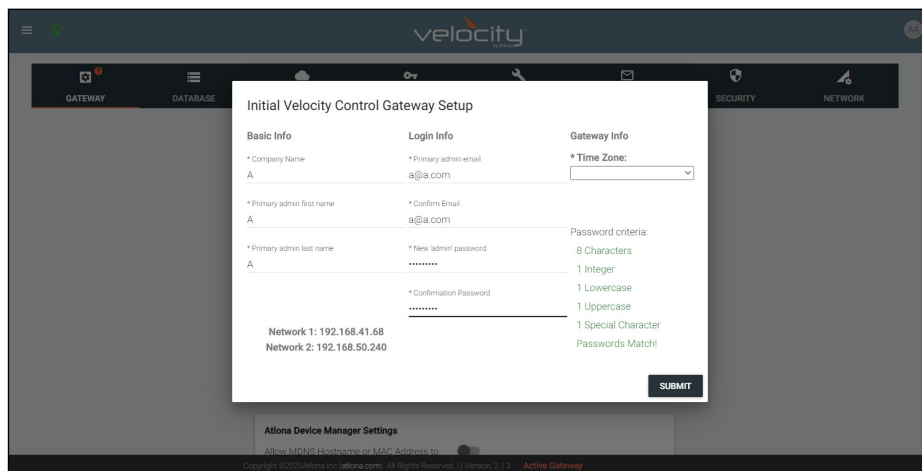 velocity
by Atlona
AA
GATEWAY
DATABASE
SECURITY
NETWORK
Initial Velocity Control Gateway Setup
Basic Info
Login Info
Gateway Info
* Company Name
A
* Primary admin email
a@a.com
* Time Zone:
* Primary admin first name
A
* Confirm Email
a@a.com
* Primary admin last name
A
* New 'admin' password
•••••••••
* Confirmation Password
•••••••••
Password criteria:
8 Characters
1 Integer
1 Lowercase
1 Uppercase
1 Special Character
Passwords Match!
Network 1: 192.168.41.68
Network 2: 192.168.50.240
SUBMIT
Atlona Device Manager Settings
Allow MDNS Hostname or MAC Address to
Copyright ©2020Atlona Inc (atlona.com). All Rights Reserved. | | Version: 2.1.3 Active Gateway